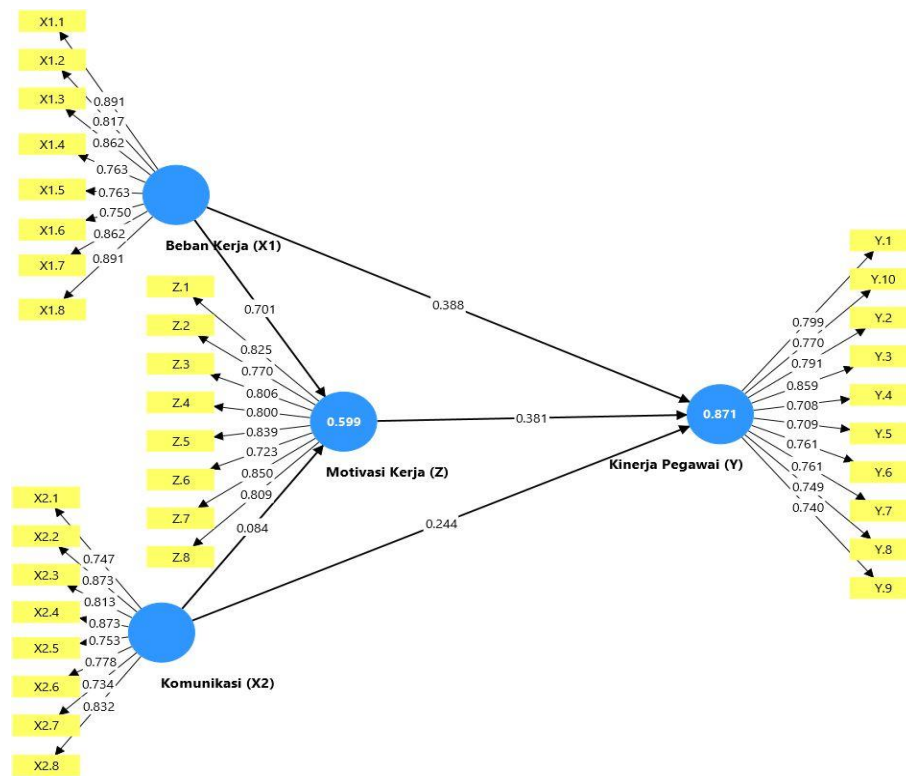 X1.1
X1.2
X1.3
X1.4
X1.5
X1.6
X1.7
X1.8
0.891
0.817
0.862
0.763
0.763
0.750
0.862
0.891
Beban Kerja (X1)
0.701
0.388
Z.1
Z.2
Z.3
Z.4
Z.5
Z.6
Z.7
Z.8
0.825
0.770
0.806
0.800
0.839
0.723
0.850
0.809
0.599
Motivasi Kerja (Z)
0.381
0.084
0.244
X2.1
X2.2
X2.3
X2.4
X2.5
X2.6
X2.7
X2.8
0.747
0.873
0.813
0.873
0.753
0.778
0.734
0.832
Komunikasi (X2)
0.871
Kinerja Pegawai (Y)
0.799
0.770
0.791
0.859
0.708
0.709
0.761
0.761
0.749
0.740
Y.1
Y.10
Y.2
Y.3
Y.4
Y.5
Y.6
Y.7
Y.8
Y.9